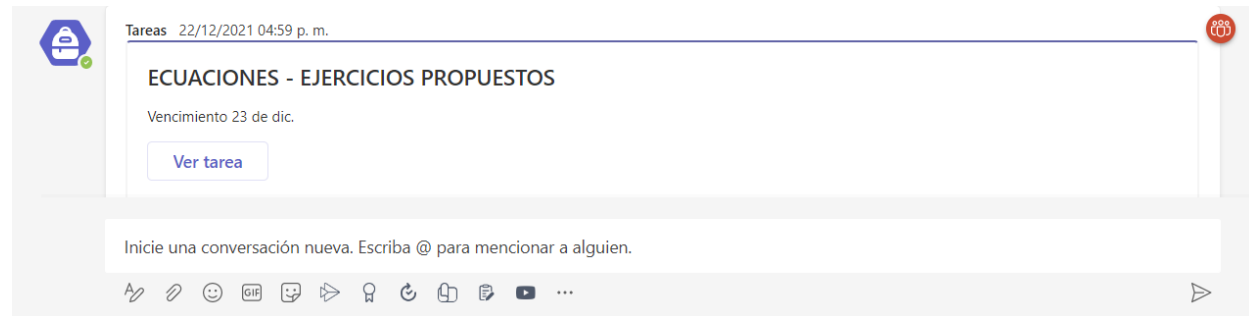 Tareas 22/12/2021 04:59 p. m.
ECUACIONES - EJERCICIOS PROPUESTOS
Vencimiento 23 de dic.
Ver tarea
Inicie una conversación nueva. Escriba @ para mencionar a alguien.
GIF